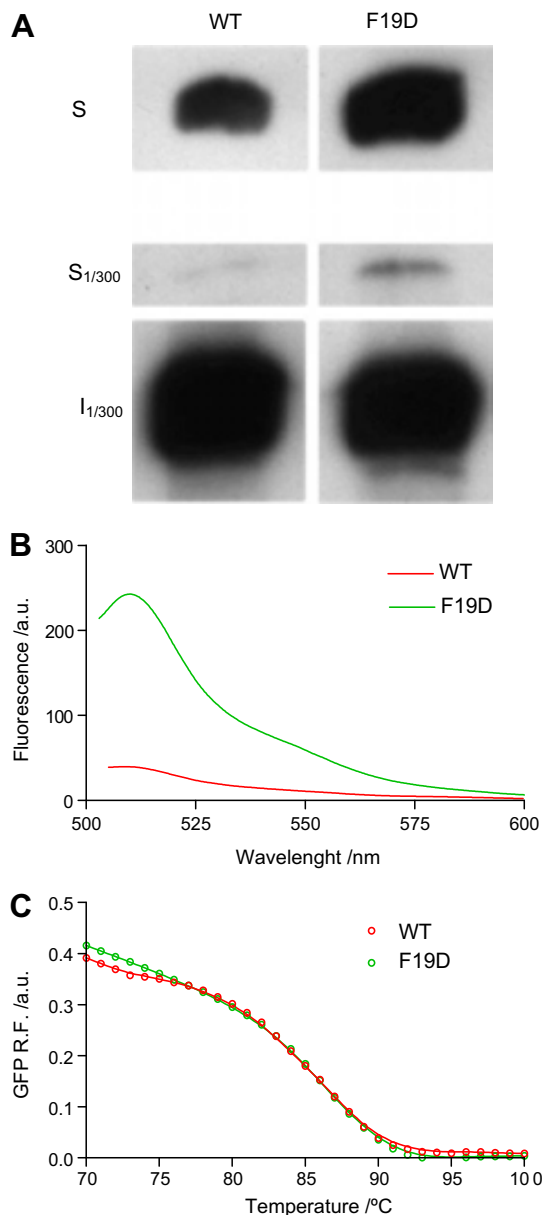 A
WT F19D
S
S1/300
I1/300
B
300
200
100
0
Fluorescence /a.u.
WT
F19D
500 525 550 575 600
Wavelenght /nm
C
0.5
0.4
0.3
0.2
0.1
0.0
GFP R.F. /a.u.
WT
F19D
70 75 80 85 90 95 100
Temperature /ºC